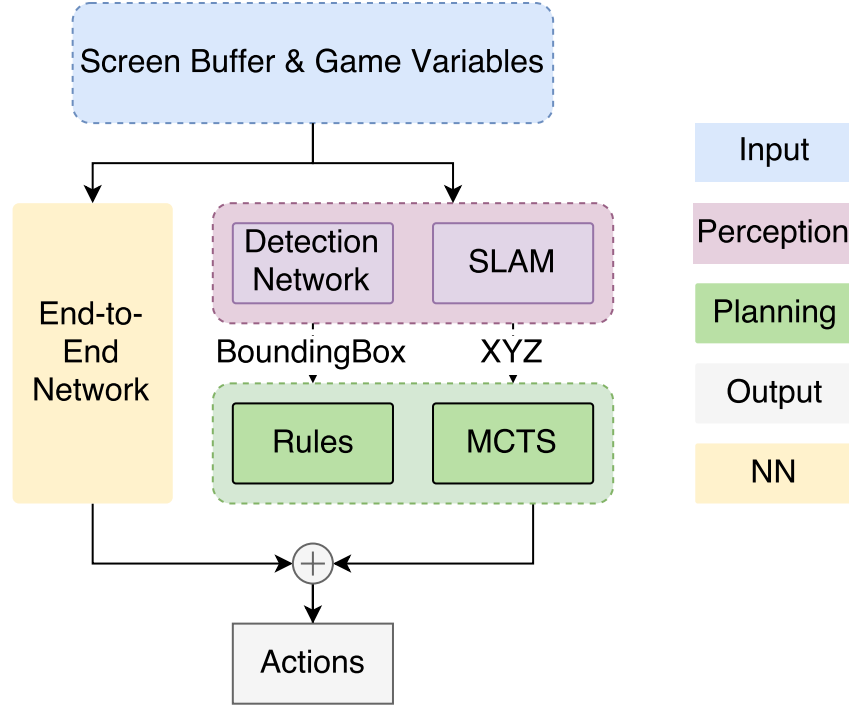 Screen Buffer & Game Variables
End-to-
End
Network
Detection
Network
SLAM
BoundingBox
XYZ
Rules
MCTS
Actions
Input
Perception
Planning
Output
NN